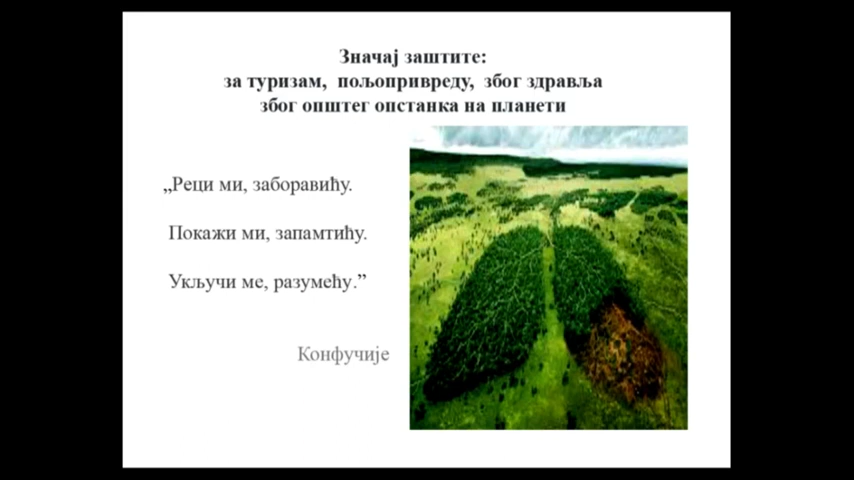 Значај заштите:
за туризам, пољопривреду, због здравља
због општег опстанка на планети
„Реци ми, заборавићу.
Покажи ми, запамтићу.
Укључи ме, разумећу.”
Конфучије